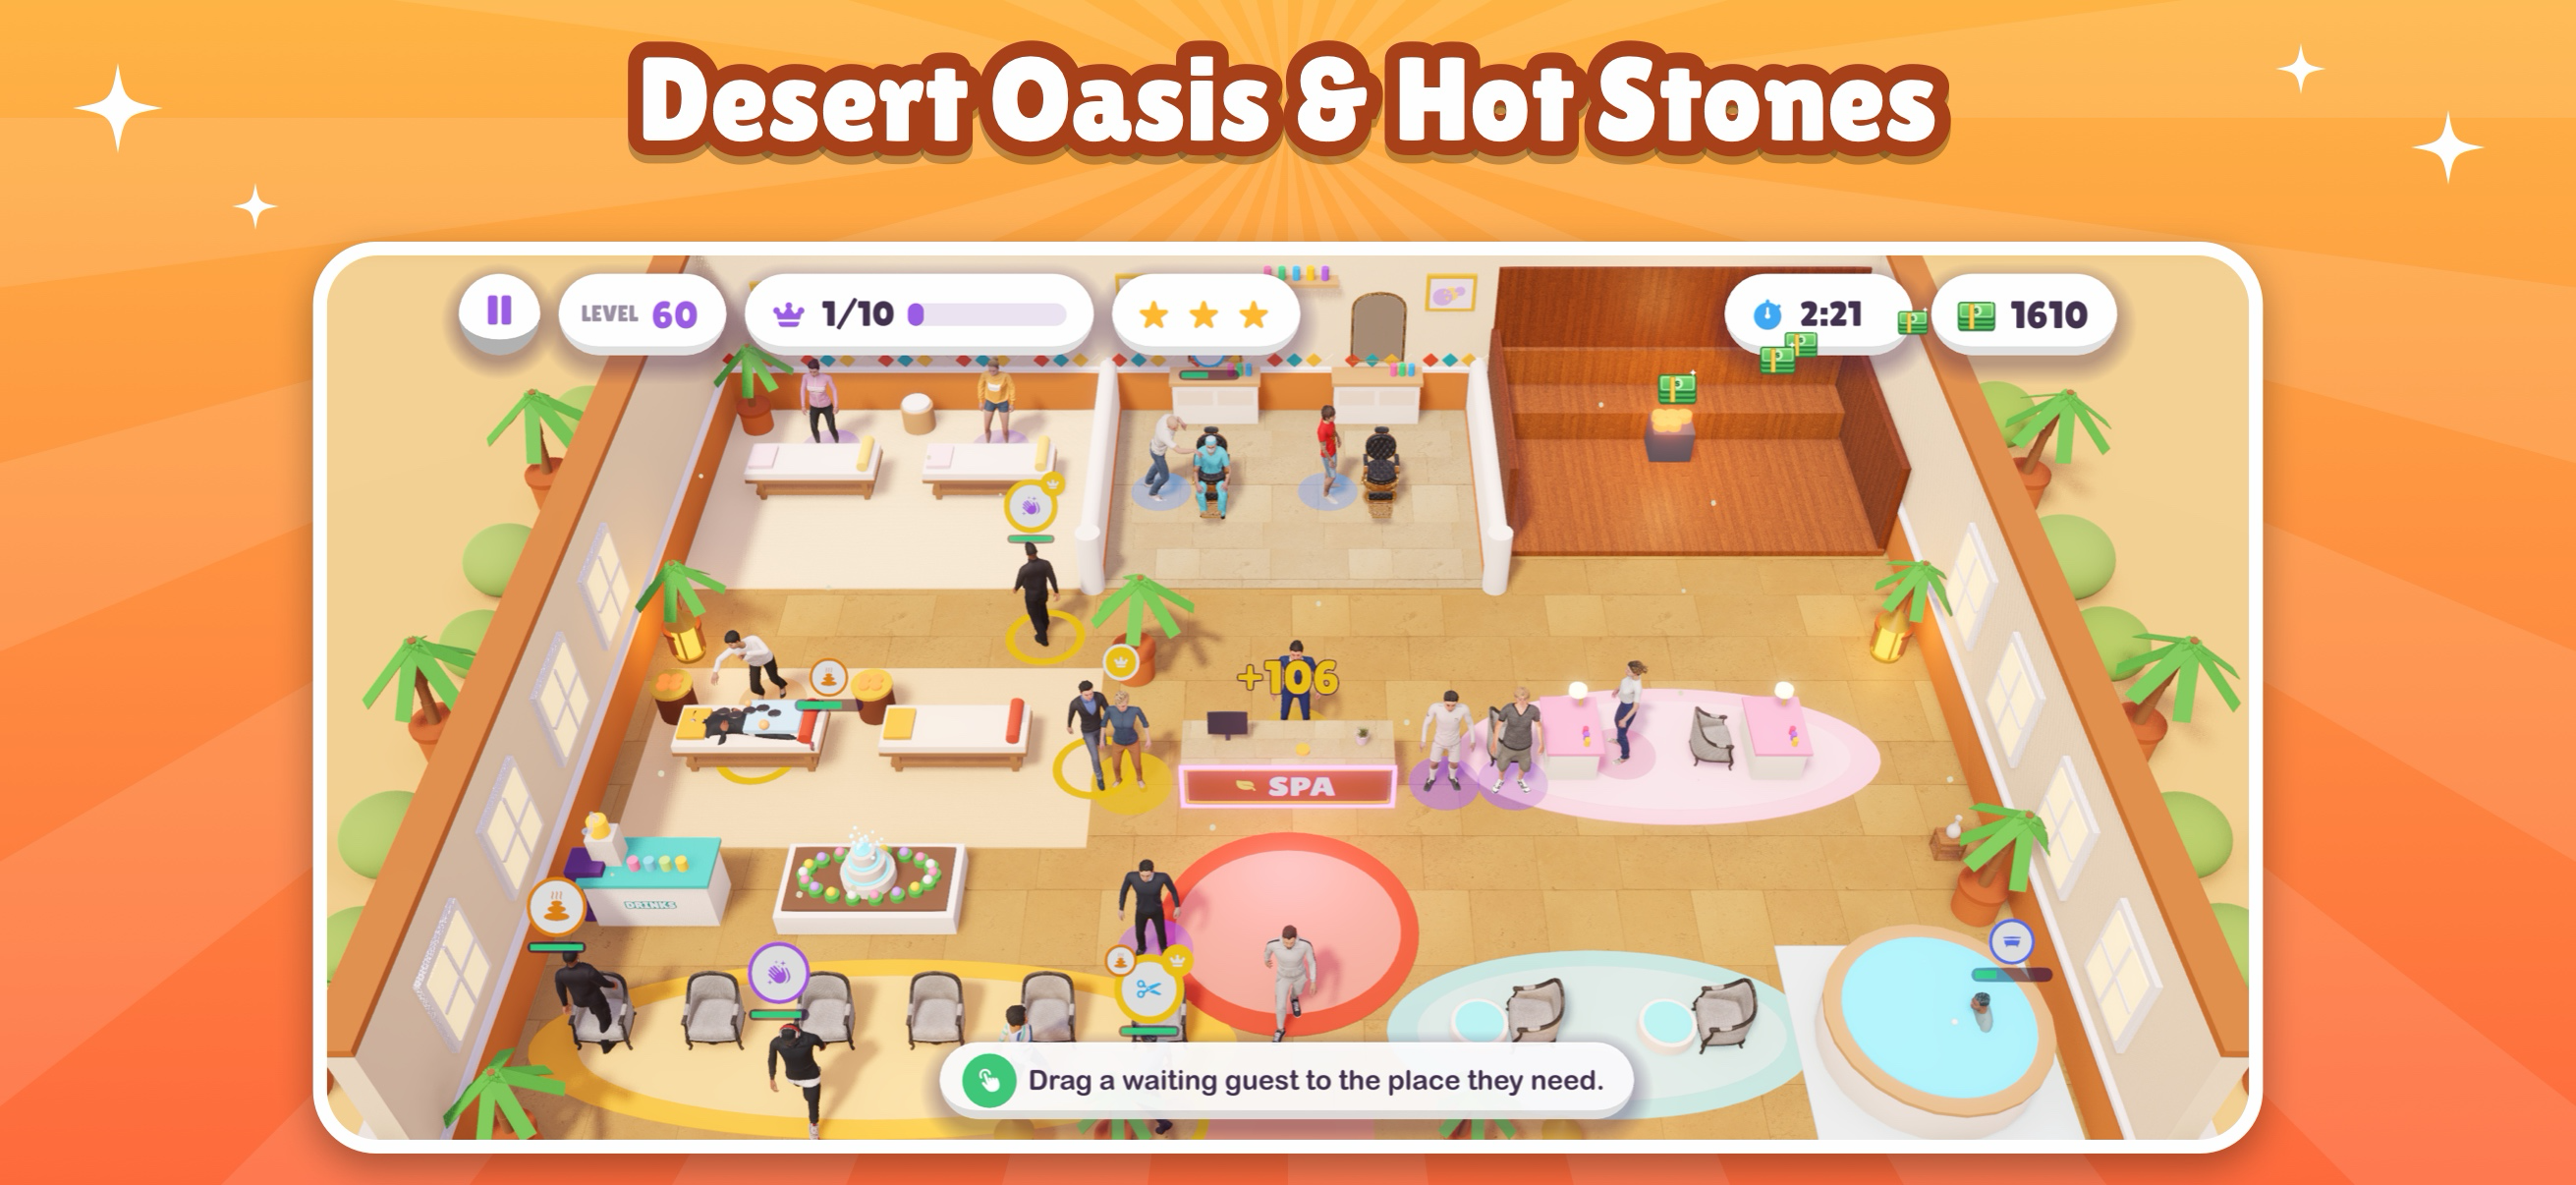 Desert Oasis & Hot Stones
LEVEL 60
1/10
2:21
1610
+106
SPA
DRINKS
Drag a waiting guest to the place they need.